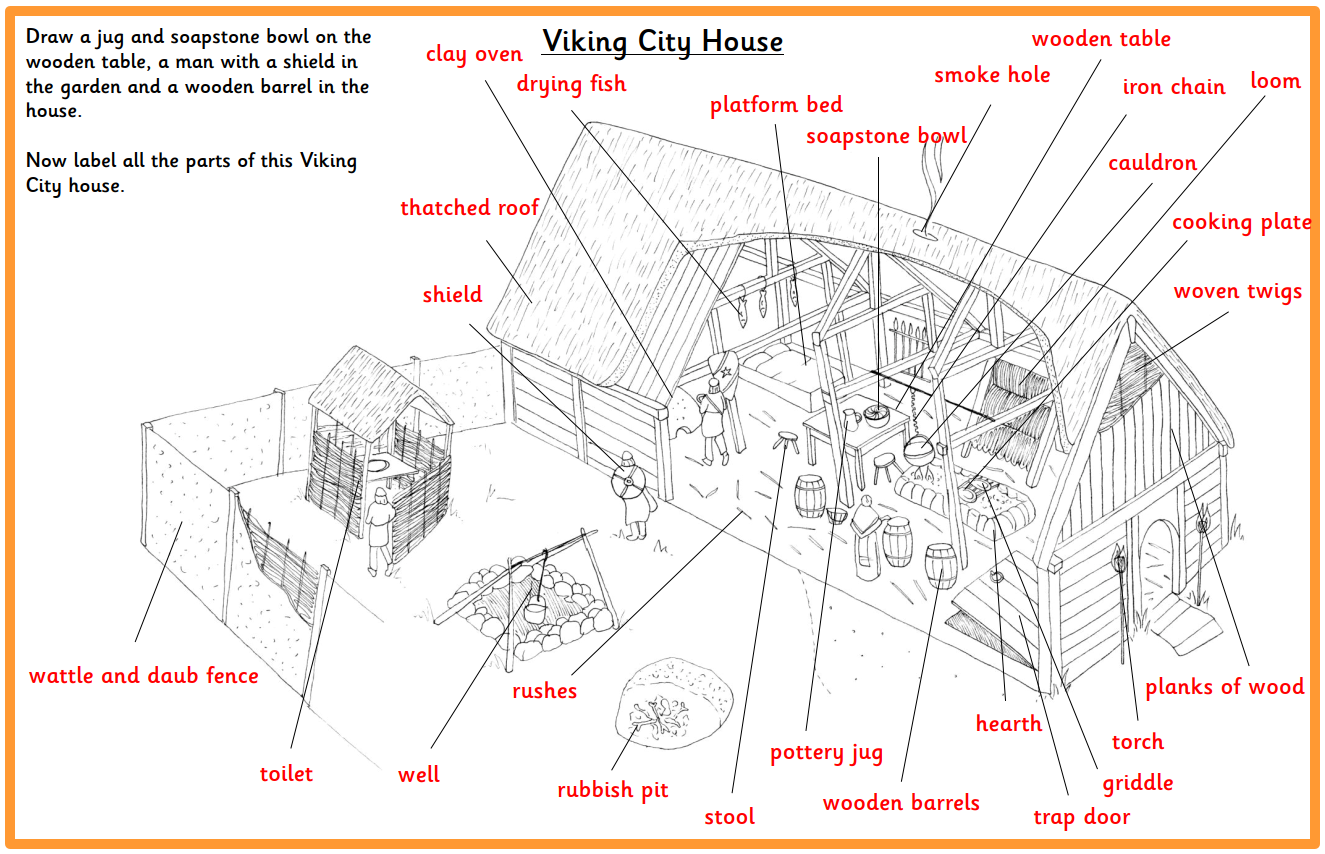 Viking City House
Draw a jug and soapstone bowl on the
wooden table, a man with a shield in
the garden and a wooden barrel in the
house.
Now label all the parts of this Viking
City house.
clay oven
drying fish
platform bed
soapstone bowl
smoke hole
wooden table
iron chain
loom
cauldron
cooking plate
woven twigs
thatched roof
shield
wattle and daub fence
toilet
well
rushes
rubbish pit
stool
pottery jug
wooden barrels
hearth
trap door
griddle
torch
planks of wood